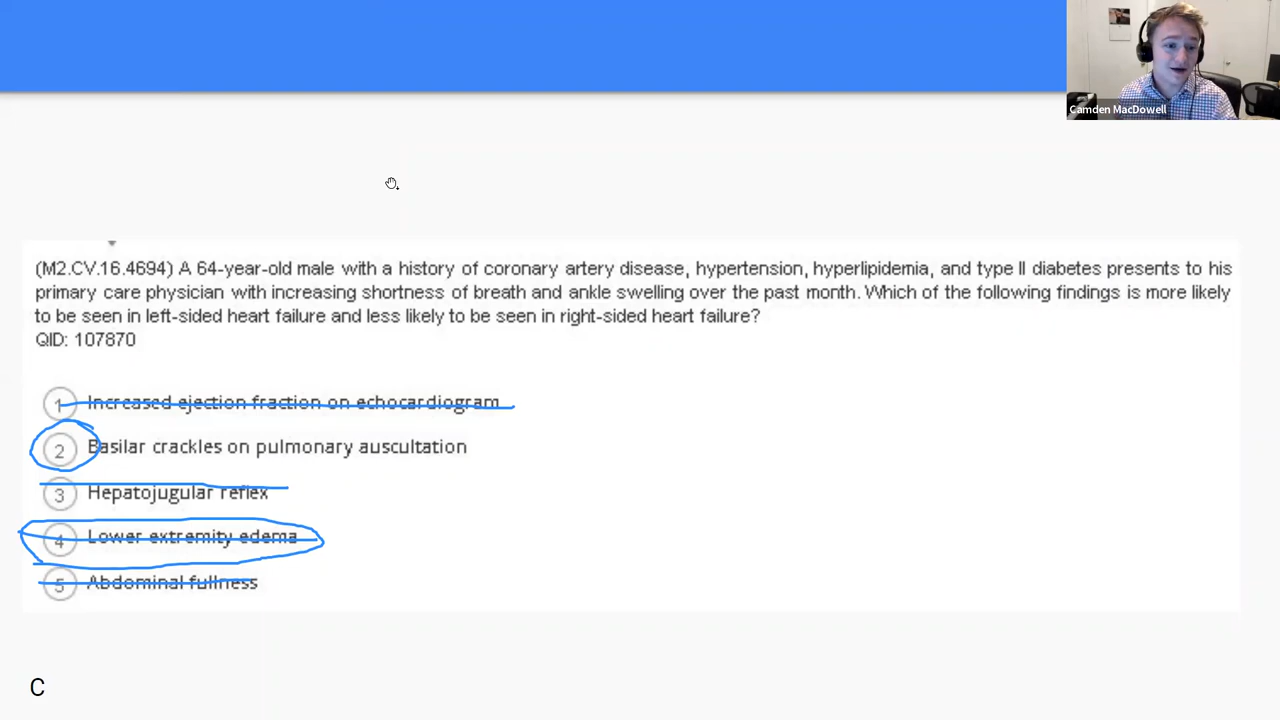 Camden MacDowell
(M2.CV.16.4694) A 64-year-old male with a history of coronary artery disease, hypertension, hyperlipidemia, and type II diabetes presents to his
primary care physician with increasing shortness of breath and ankle swelling over the past month. Which of the following findings is more likely
to be seen in left-sided heart failure and less likely to be seen in right-sided heart failure?
QID: 107870
1 Increased ejection fraction on echocardiogram
2 Basilar crackles on pulmonary auscultation
3 Hepatojugular reflex
4 Lower extremity edema
5 Abdominal fullness
C